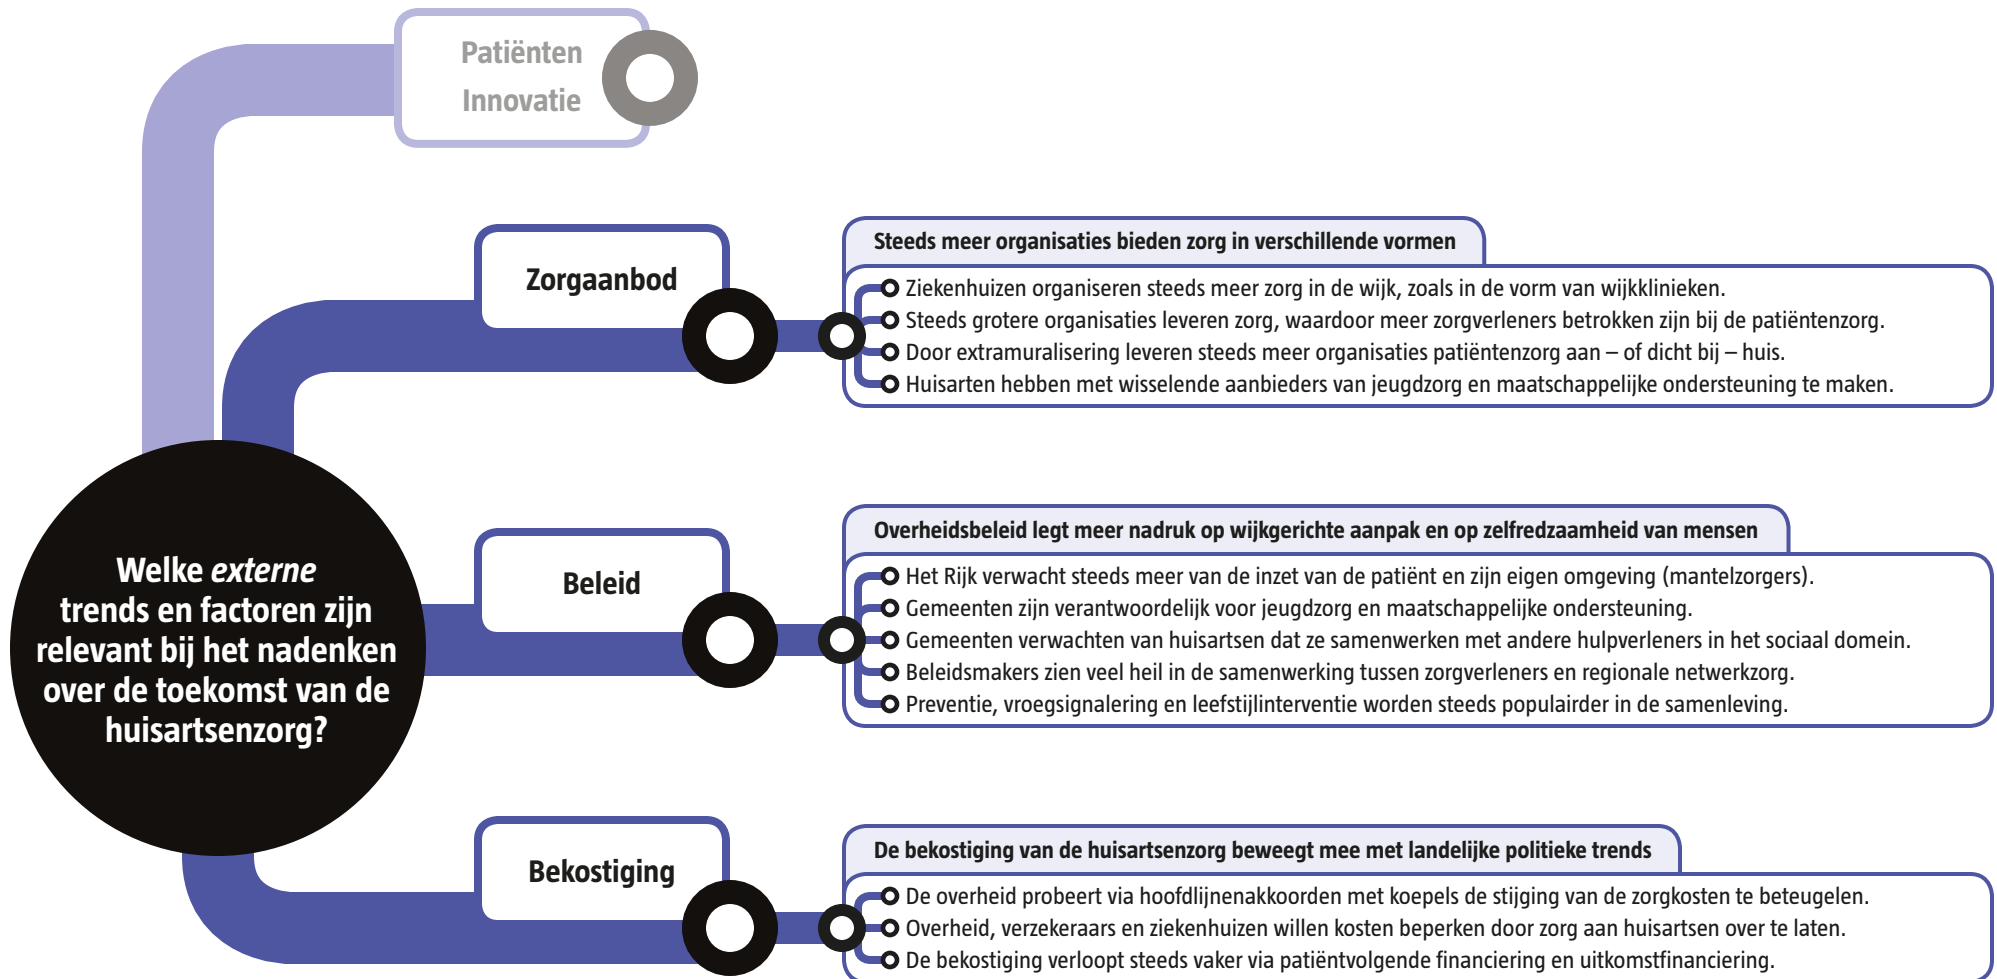 Patiënten
Innovatie
Zorgaanbod
Steeds meer organisaties bieden zorg in verschillende vormen
Ziekenhuizen organiseren steeds meer zorg in de wijk, zoals in de vorm van wijkklinieken.
Steeds grotere organisaties leveren zorg, waardoor meer zorgverleners betrokken zijn bij de patiëntenzorg.
Door extramuralisering leveren steeds meer organisaties patiëntenzorg aan – of dicht bij – huis.
Huisarten hebben met wisselende aanbieders van jeugdzorg en maatschappelijke ondersteuning te maken.
Welke externe
trends en factoren zijn
relevant bij het nadenken
over de toekomst van de
huisartsenzorg?
Beleid
Overheidsbeleid legt meer nadruk op wijkgerichte aanpak en op zelfredzaamheid van mensen
Het Rijk verwacht steeds meer van de inzet van de patiënt en zijn eigen omgeving (mantelzorgers).
Gemeenten zijn verantwoordelijk voor jeugdzorg en maatschappelijke ondersteuning.
Gemeenten verwachten van huisartsen dat ze samenwerken met andere hulpverleners in het sociaal domein.
Beleidsmakers zien veel heil in de samenwerking tussen zorgverleners en regionale netwerkzorg.
Preventie, vroegsignalering en leefstijlinterventie worden steeds populairder in de samenleving.
Bekostiging
De bekostiging van de huisartsenzorg beweegt mee met landelijke politieke trends
De overheid probeert via hoofdlijnenakkoorden met koepels de stijging van de zorgkosten te beteugelen.
Overheid, verzekeraars en ziekenhuizen willen kosten beperken door zorg aan huisartsen over te laten.
De bekostiging verloopt steeds vaker via patiëntvolgende financiering en uitkomstfinanciering.